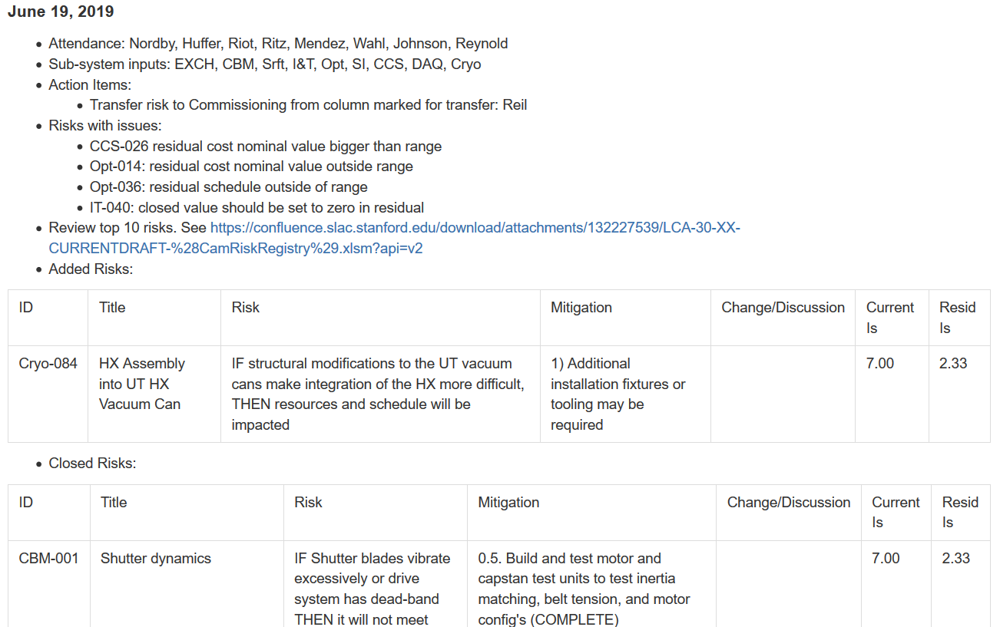 June 19, 2019
Attendance: Nordby, Huffer, Riot, Ritz, Mendez, Wahl, Johnson, Reynold
Sub-system inputs: EXCH, CBM, Srft, I&T, Opt, SI, CCS, DAQ, Cryo
Action Items:
Transfer risk to Commissioning from column marked for transfer: Reil
Risks with issues:
CCS-026 residual cost nominal value bigger than range
Opt-014: residual cost nominal value outside range
Opt-036: residual schedule outside of range
IT-040: closed value should be set to zero in residual
Review top 10 risks. See https://confluence.slac.stanford.edu/download/attachments/132227539/LCA-30-XX-
CURRENTDRAFT-%28CamRiskRegistry%29.xlsm?api=v2
Added Risks:
ID
Title
Risk
Mitigation
Change/Discussion
Current
Is
Resid
Is
Cryo-084
HX Assembly
into UT HX
Vacuum Can
IF structural modifications to the UT vacuum
cans make integration of the HX more difficult,
THEN resources and schedule will be
impacted
1) Additional
installation fixtures or
tooling may be
required
7.00
2.33
Closed Risks:
ID
Title
Risk
Mitigation
Change/Discussion
Current
Is
Resid
Is
CBM-001
Shutter dynamics
IF Shutter blades vibrate
excessively or drive
system has dead-band
THEN it will not meet
0.5. Build and test motor and
capstan test units to test inertia
matching, belt tension, and motor
config's (COMPLETE)
7.00
2.33